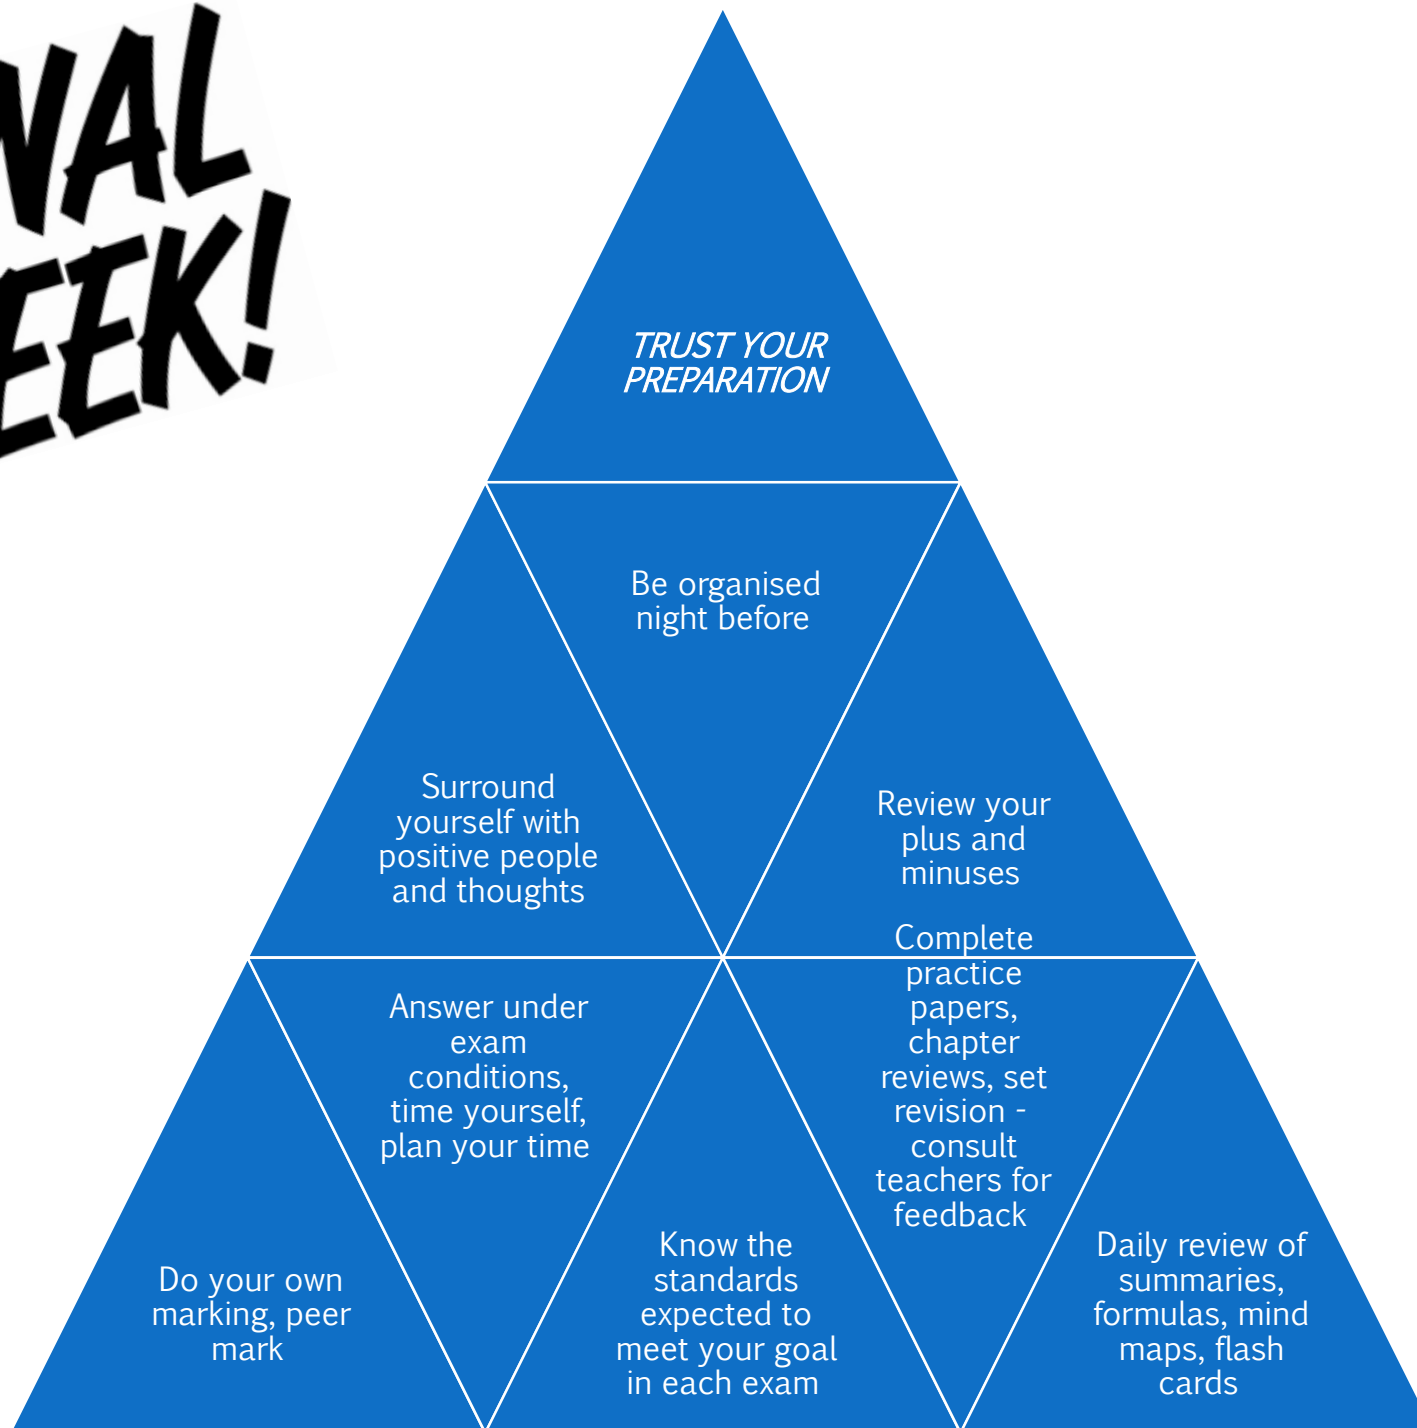 TRUST YOUR
PREPARATION
Be organised
night before
Surround
yourself with
positive people
and thoughts
Review your
plus and
minuses
Answer under
exam
conditions,
time yourself,
plan your time
Complete
practice
papers,
chapter
reviews, set
revision -
consult
teachers for
feedback
Do your own
marking, peer
mark
Know the
standards
expected to
meet your goal
in each exam
Daily review of
summaries,
formulas, mind
maps, flash
cards